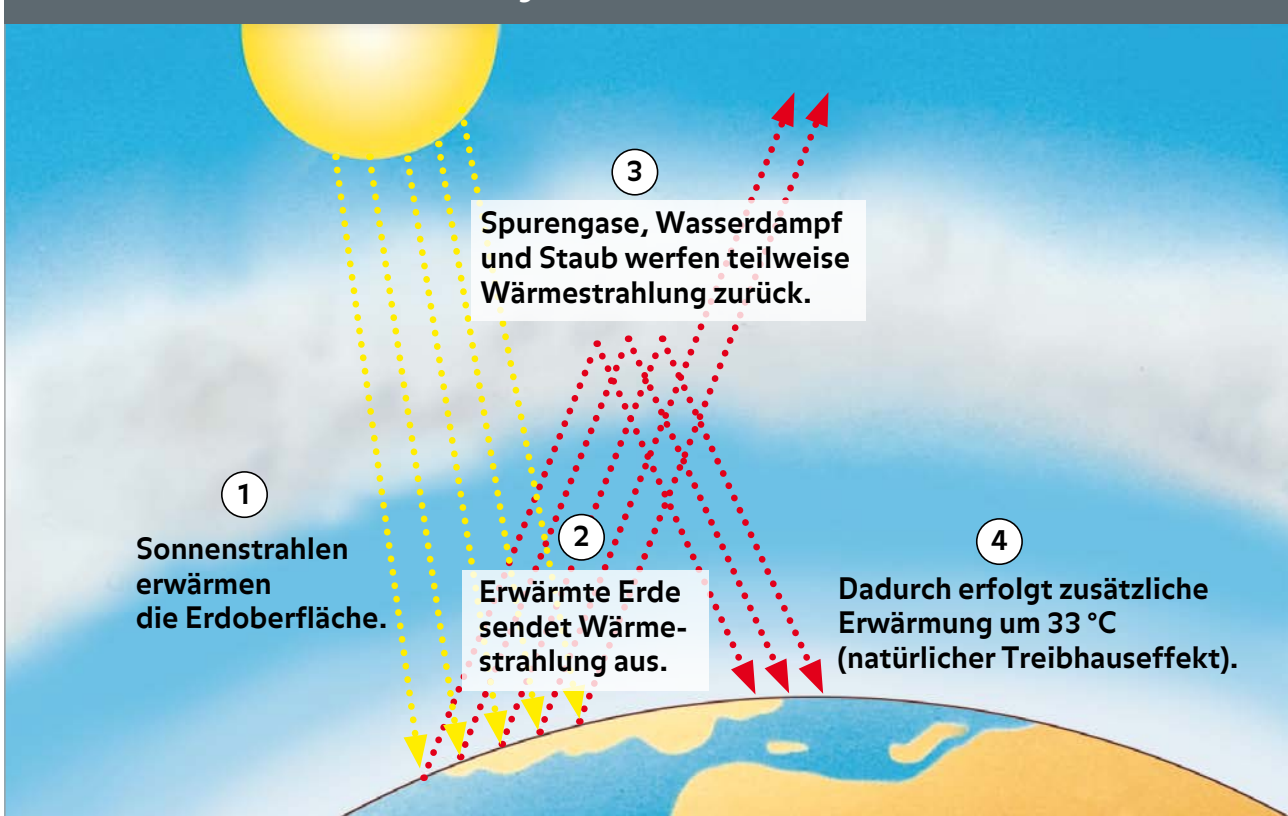 1
Sonnenstrahlen
erwärmen
die Erdoberfläche.
2
Erwärmte Erde
sendet Wärme-
strahlung aus.
3
Spurengase, Wasserdampf
und Staub werfen teilweise
Wärmestrahlung zurück.
4
Dadurch erfolgt zusätzliche
Erwärmung um 33 °C
(natürlicher Treibhauseffekt).